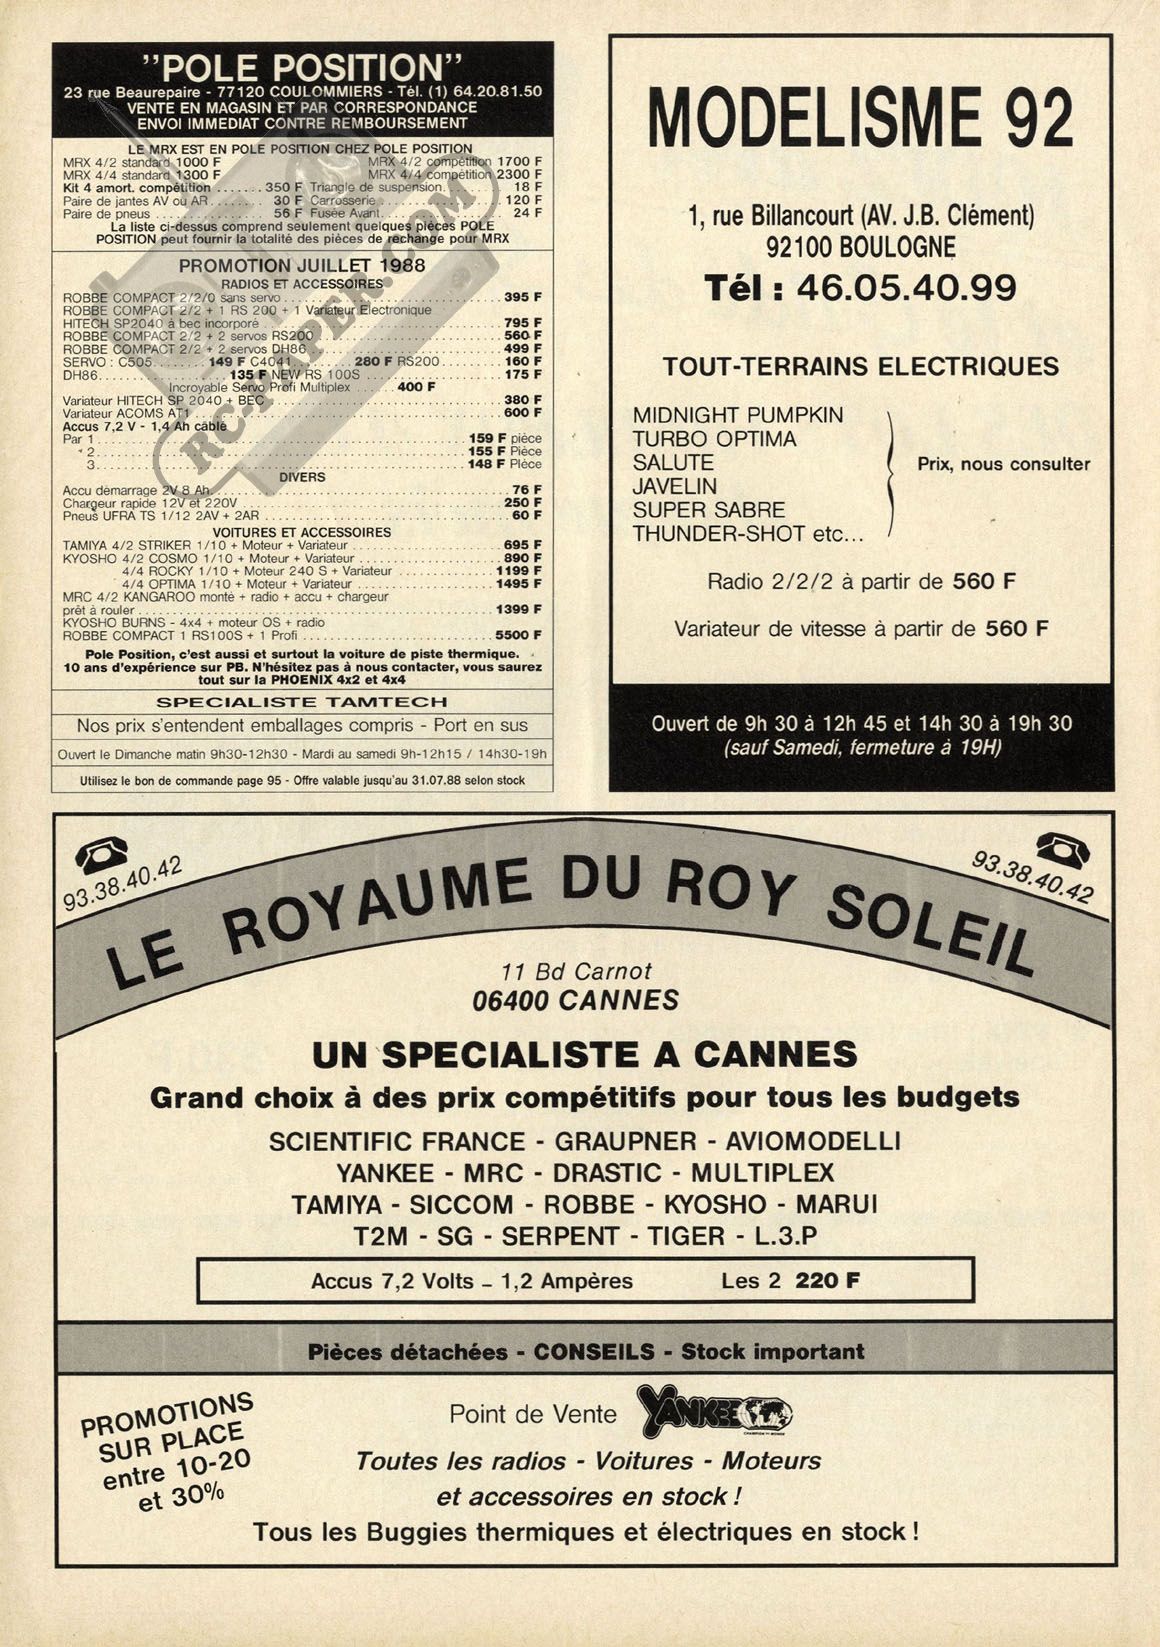 "POLE POSITION"
23 rue Beaurepaire - 77120 COULOMMIERS - Tél. (1) 64.20.81.50
VENTE EN MAGASIN ET PAR CORRESPONDANCE
ENVOI IMMEDIAT CONTRE REMBOURSEMENT
LE MRX EST EN POLE POSITION CHEZ POLE POSITION
MRX 4/2 standard 1000 F MRX 4/2 compétition 1700 F
MRX 4/4 standard 1300 F MRX 4/4 compétition 2300 F
Kit 4 amort. compétition ....... 350 F Triangle de suspension. ......... 18 F
Paire de jantes AV ou AR......... 30 F Carrosserie..................... 120 F
Paire de pneus .................. 56 F Fusée Avant..................... 24 F
La liste ci-dessus comprend seulement quelques pièces POLE
POSITION peut fournir la totalité des pièces de rechange pour MRX
PROMOTION JUILLET 1988
RADIOS ET ACCESSOIRES
ROBBE COMPACT 2/2/0 sans servo .................... 395 F
ROBBE COMPACT 2/2 + 1 RS 200 + 1 Variateur Electronique
HITECH SP2040 à bec incorporé .................... 795 F
ROBBE COMPACT 2/2 + 2 servos RS200 .................... 560 F
ROBBE COMPACT 2/2 + 2 servos DH86 .................... 499 F
SERVO : C505 ........ 149 F C4041 ............ 280 F RS200 ............ 160 F
DH86 .................... 135 F NEW RS 100S .................... 175 F
Incroyable Servo Profi Multiplex ....... 400 F
Variateur HITECH SP 2040 + BEC .................... 380 F
Variateur ACOMS AT1 .................... 600 F
Accus 7,2 V - 1,4 Ah câblé
Par 1 .................... 159 F pièce
" 2 .................... 155 F Pièce
3 .................... 148 F Pièce
DIVERS
Accu démarrage 2V 8 Ah .................... 76 F
Chargeur rapide 12V et 220V .................... 250 F
Pneus UFRA TS 1/12 2AV + 2AR .................... 60 F
VOITURES ET ACCESSOIRES
TAMIYA 4/2 STRIKER 1/10 + Moteur + Variateur .................... 695 F
KYOSHO 4/2 COSMO 1/10 + Moteur + Variateur .................... 890 F
4/4 ROCKY 1/10 + Moteur 240 S + Variateur .................... 1199 F
4/4 OPTIMA 1/10 + Moteur + Variateur .................... 1495 F
MRC 4/2 KANGAROO monté + radio + accu + chargeur
prêt à rouler .................... 1399 F
KYOSHO BURNS - 4x4 + moteur OS + radio
ROBBE COMPACT 1 RS100S + 1 Profi .................... 5500 F
Pole Position, c'est aussi et surtout la voiture de piste thermique.
10 ans d'expérience sur PB. N'hésitez pas à nous contacter, vous saurez
tout sur la PHOENIX 4x2 et 4x4
SPECIALISTE TAMTECH
Nos prix s'entendent emballages compris - Port en sus
Ouvert le Dimanche matin 9h30-12h30 - Mardi au samedi 9h-12h15 / 14h30-19h
Utilisez le bon de commande page 95 - Offre valable jusqu'au 31.07.88 selon stock
RC-PAPER.COM
MODELISME 92
1, rue Billancourt (AV. J.B. Clément)
92100 BOULOGNE
Tél : 46.05.40.99
TOUT-TERRAINS ELECTRIQUES
MIDNIGHT PUMPKIN
TURBO OPTIMA
SALUTE
JAVELIN
SUPER SABRE
THUNDER-SHOT etc...
Prix, nous consulter
Radio 2/2/2 à partir de 560 F
Variateur de vitesse à partir de 560 F
Ouvert de 9h 30 à 12h 45 et 14h 30 à 19h 30
(sauf Samedi, fermeture à 19H)
93.38.40.42
93.38.40.42
LE ROYAUME DU ROY SOLEIL
11 Bd Carnot
06400 CANNES
UN SPECIALISTE A CANNES
Grand choix à des prix compétitifs pour tous les budgets
SCIENTIFIC FRANCE - GRAUPNER - AVIOMODELLI
YANKEE - MRC - DRASTIC - MULTIPLEX
TAMIYA - SICCOM - ROBBE - KYOSHO - MARUI
T2M - SG - SERPENT - TIGER - L.3.P
Accus 7,2 Volts – 1,2 Ampères Les 2 220 F
Pièces détachées - CONSEILS - Stock important
PROMOTIONS
SUR PLACE
entre 10-20
et 30%
Point de Vente YANKEE
CHAMPION DU MONDE
Toutes les radios - Voitures - Moteurs
et accessoires en stock !
Tous les Buggies thermiques et électriques en stock !